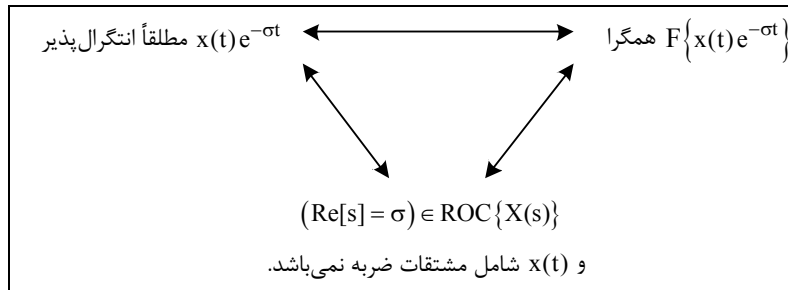 F{x(t)e^{−σt}} همگرا
x(t)e^{−σt} مطلقاً انتگرال‌پذیر
(Re[s] = σ) ∈ ROC{X(s)}
و x(t) شامل مشتقات ضربه نمی‌باشد.